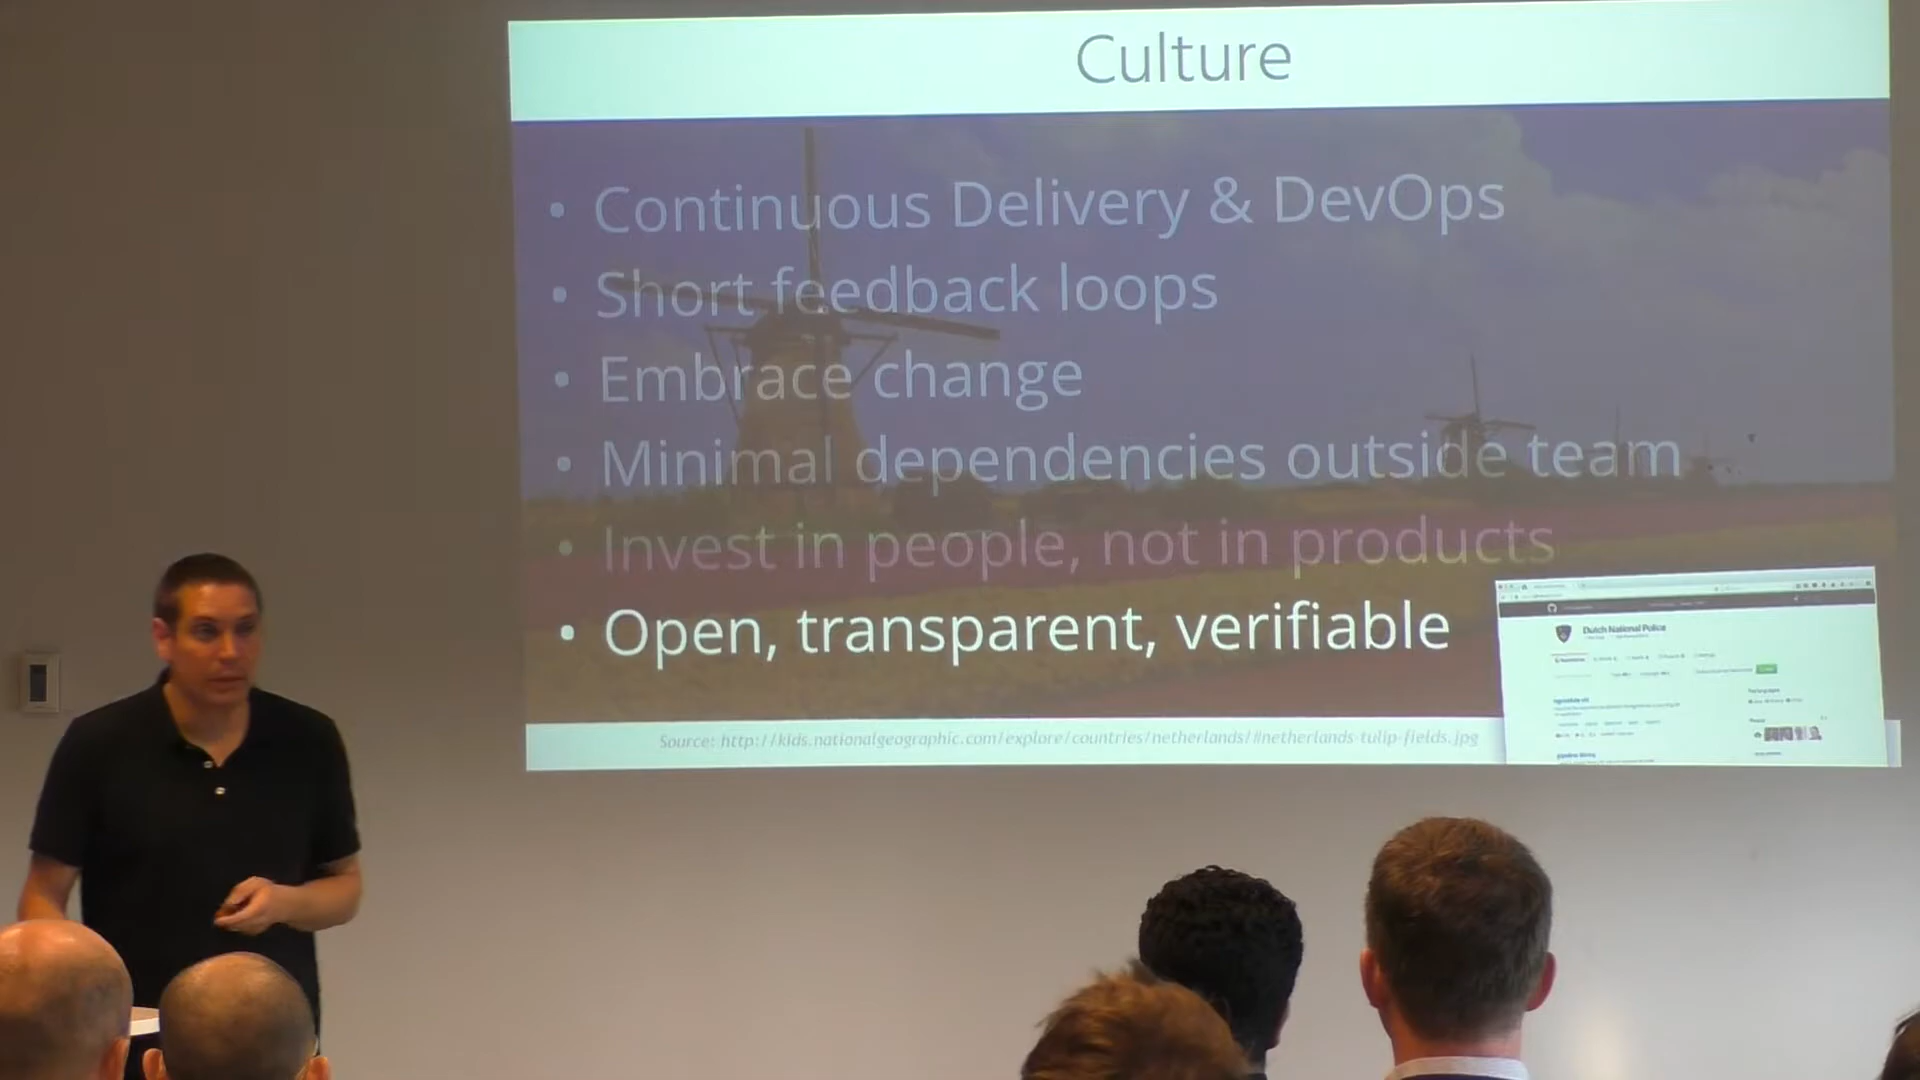 Culture
• Continuous Delivery & DevOps
• Short feedback loops
• Embrace change
• Minimal dependencies outside team
• Invest in people, not in products
• Open, transparent, verifiable
Dutch National Police
Source: http://kids.nationalgeographic.com/explore/countries/netherlands/#netherlands-tulip-fields.jpg